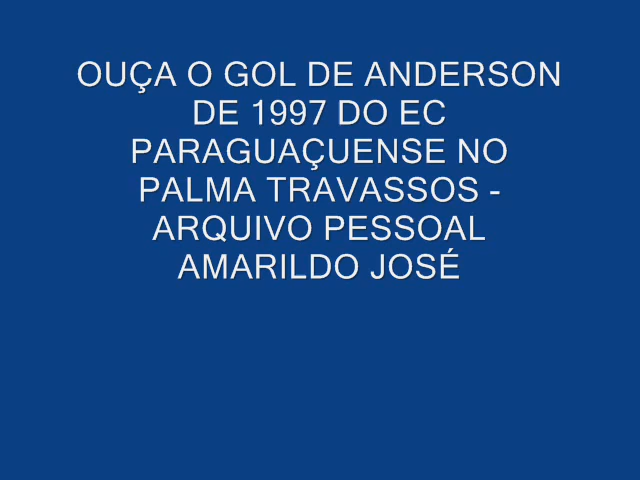 OUÇA O GOL DE ANDERSON
DE 1997 DO EC
PARAGUAÇUENSE NO
PALMA TRAVASSOS -
ARQUIVO PESSOAL
AMARILDO JOSÉ